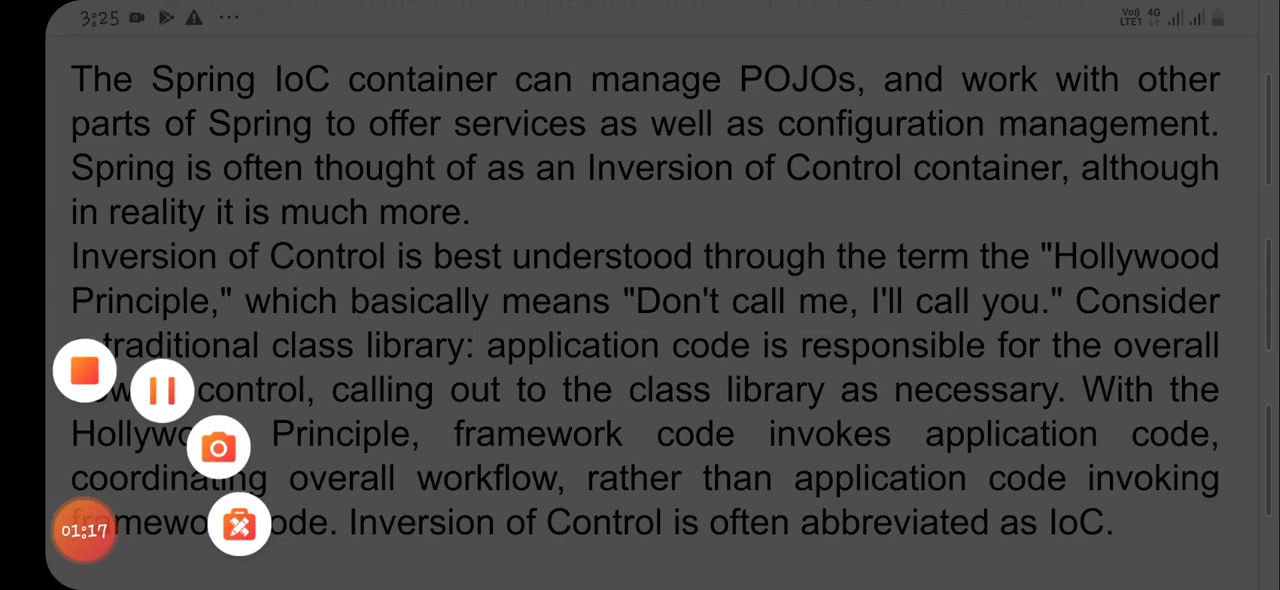 3:25
Voo) 4G
LTE1
The Spring IoC container can manage POJOs, and work with other
parts of Spring to offer services as well as configuration management.
Spring is often thought of as an Inversion of Control container, although
in reality it is much more.
Inversion of Control is best understood through the term the "Hollywood
Principle," which basically means "Don't call me, I'll call you." Consider
traditional class library: application code is responsible for the overall
control, calling out to the class library as necessary. With the
Principle, framework code invokes application code,
coordinating overall workflow, rather than application code invoking
Inversion of Control is often abbreviated as IoC.
01:17